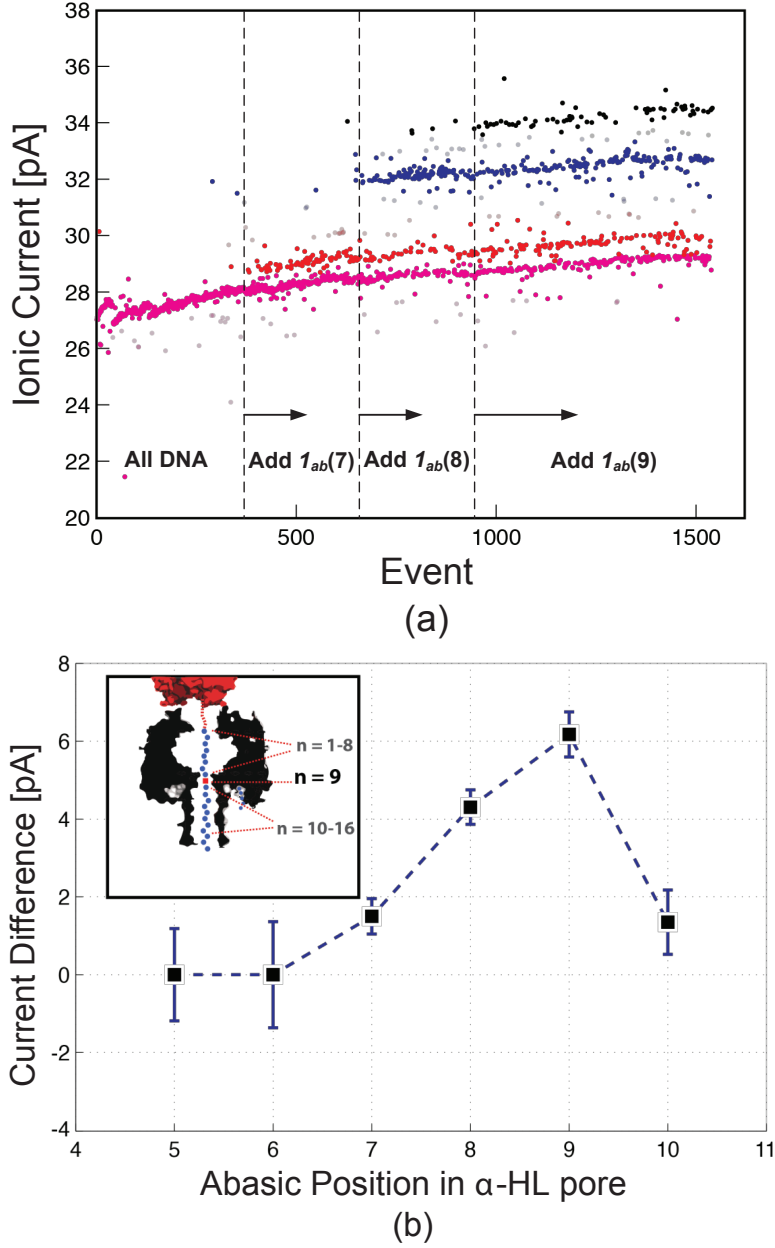 38
36
34
32
30
28
26
24
22
20
Ionic Current [pA]
All DNA
Add 1ab(7)
Add 1ab(8)
Add 1ab(9)
0
500
1000
1500
Event
(a)
8
6
4
2
0
-2
-4
Current Difference [pA]
n = 1-8
n = 9
n = 10-16
4
5
6
7
8
9
10
11
Abasic Position in α-HL pore
(b)